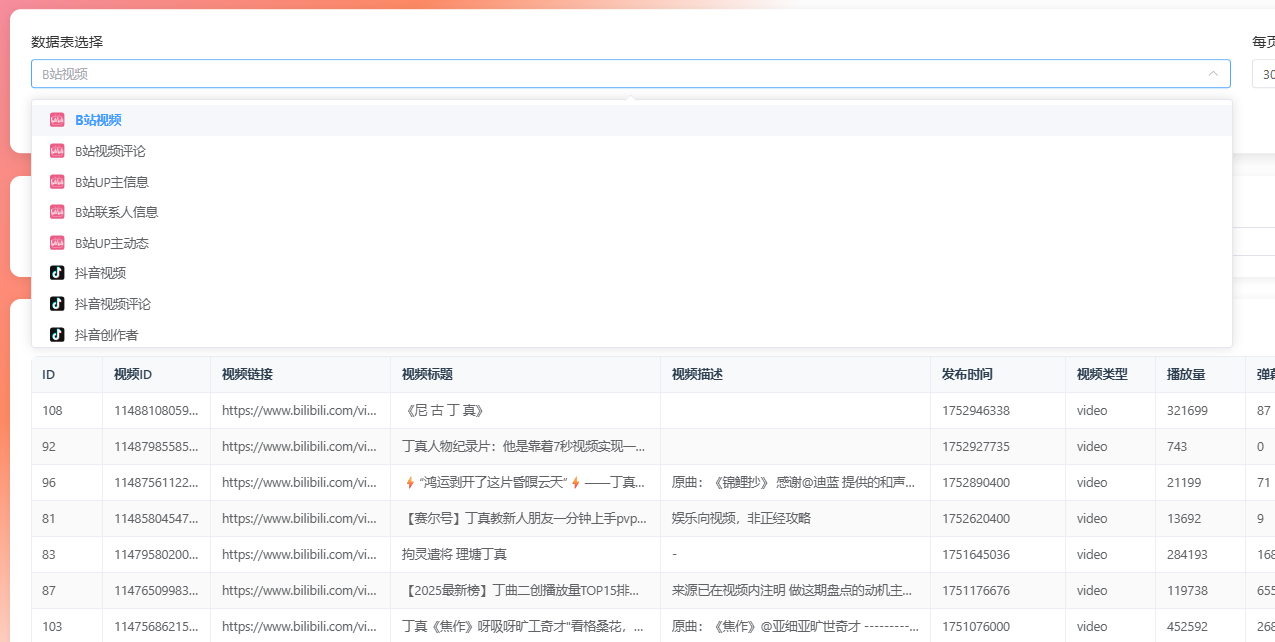 数据表选择
每页
B站视频
30
B站视频
B站视频评论
B站UP主信息
B站联系人信息
B站UP主动态
抖音视频
抖音视频评论
抖音创作者
ID 视频ID 视频链接 视频标题 视频描述 发布时间 视频类型 播放量 弹幕
108 11488108059... https://www.bilibili.com/vi... 《尼 古 丁 真》 1752946338 video 321699 87
92 11487985585... https://www.bilibili.com/vi... 丁真人物纪录片：他是靠着7秒视频实现一... 1752927735 video 743 0
96 11487561122... https://www.bilibili.com/vi... ⚡“鸿运剥开了这片昏暝云天”⚡——丁真... 原曲：《锦鲤抄》 感谢@迪蓝 提供的和声... 1752890400 video 21199 71
81 11485804547... https://www.bilibili.com/vi... 【赛尔号】丁真教新人朋友一分钟上手pvp... 娱乐向视频，非正经攻略 1752620400 video 13692 9
83 11479580200... https://www.bilibili.com/vi... 拘灵遣将 理塘丁真 - 1751645036 video 284193 168
87 11476509983... https://www.bilibili.com/vi... 【2025最新榜】丁曲二创播放量TOP15排... 来源已在视频内注明 做这期盘点的动机主... 1751176676 video 119738 655
103 11475686215... https://www.bilibili.com/vi... 丁真《焦作》呀吸呀旷工奇才"看格桑花，... 原曲：《焦作》@亚细亚旷世奇才 ---------... 1751076000 video 452592 268